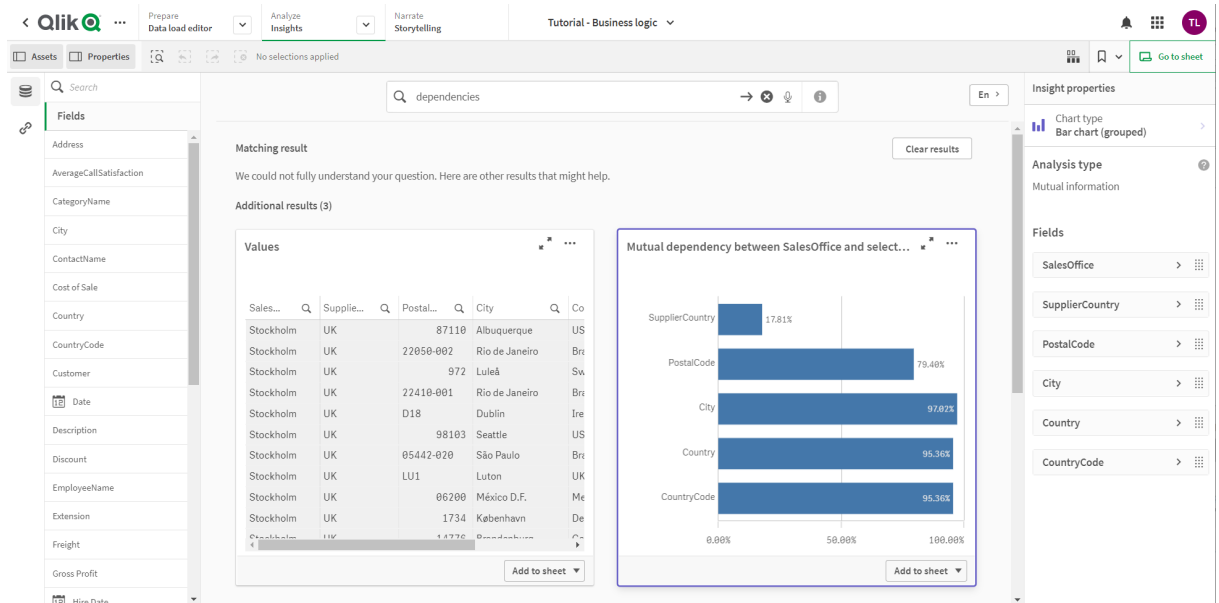 Qlik
Prepare
Data load editor
Analyze
Insights
Narrate
Storytelling
Tutorial - Business logic
TL
Assets
Properties
No selections applied
Go to sheet
Search
Fields
Address
AverageCallSatisfaction
CategoryName
City
ContactName
Cost of Sale
Country
CountryCode
Customer
Date
Description
Discount
EmployeeName
Extension
Freight
Gross Profit
Hire Date
dependencies
En
Matching result
Clear results
We could not fully understand your question. Here are other results that might help.
Additional results (3)
Values
Sales... Supplie... Postal... City Co
Stockholm UK 87110 Albuquerque US
Stockholm UK 22050-002 Rio de Janeiro Bra
Stockholm UK 972 Luleå Sw
Stockholm UK 22410-001 Rio de Janeiro Bra
Stockholm UK D18 Dublin Ire
Stockholm UK 98103 Seattle US
Stockholm UK 05442-020 São Paulo Bra
Stockholm UK LU1 Luton UK
Stockholm UK 06200 México D.F. Me
Stockholm UK 1734 København De
Stockholm UK 14776 Brandenburg
Add to sheet
Mutual dependency between SalesOffice and select...
SupplierCountry 17.81%
PostalCode 79.40%
City 97.02%
Country 95.36%
CountryCode 95.36%
0.00% 50.00% 100.00%
Add to sheet
Insight properties
Chart type
Bar chart (grouped)
Analysis type
Mutual information
Fields
SalesOffice
SupplierCountry
PostalCode
City
Country
CountryCode